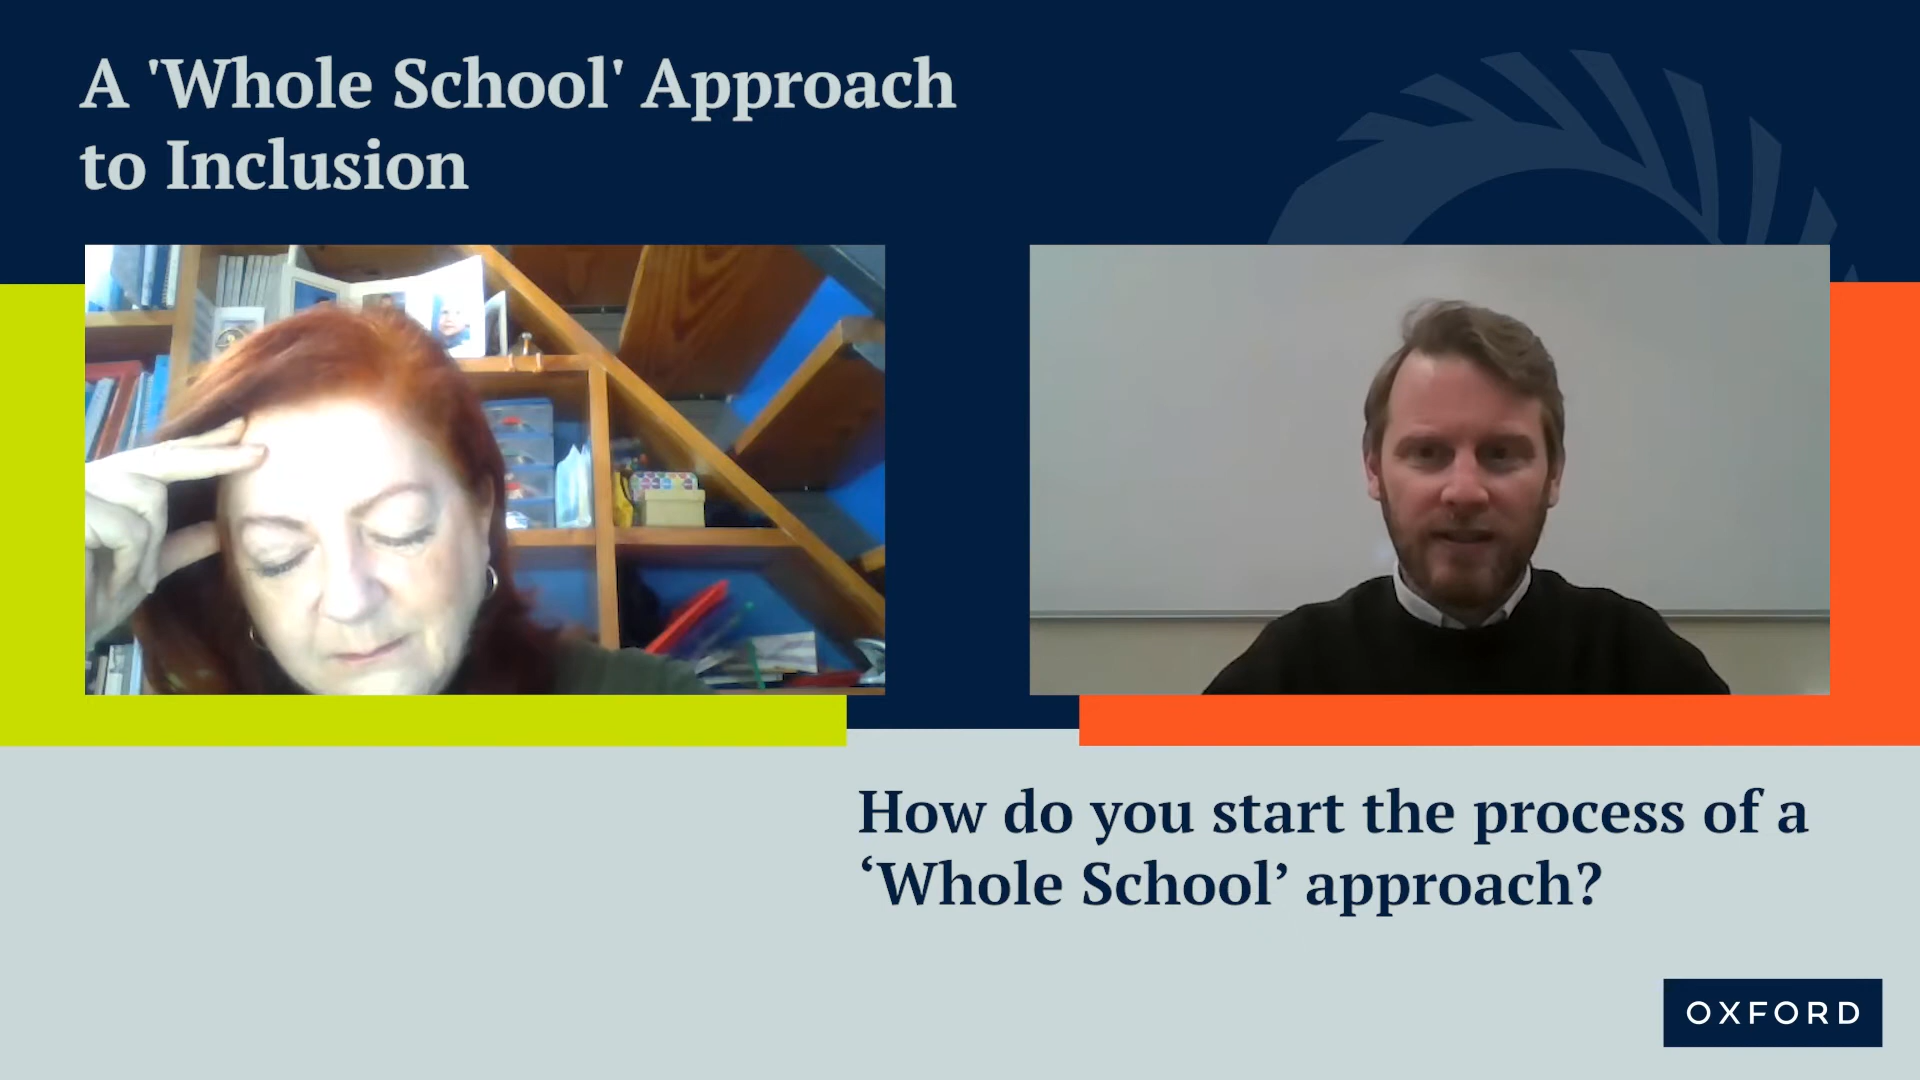 A 'Whole School' Approach
to Inclusion
How do you start the process of a
‘Whole School’ approach?
OXFORD